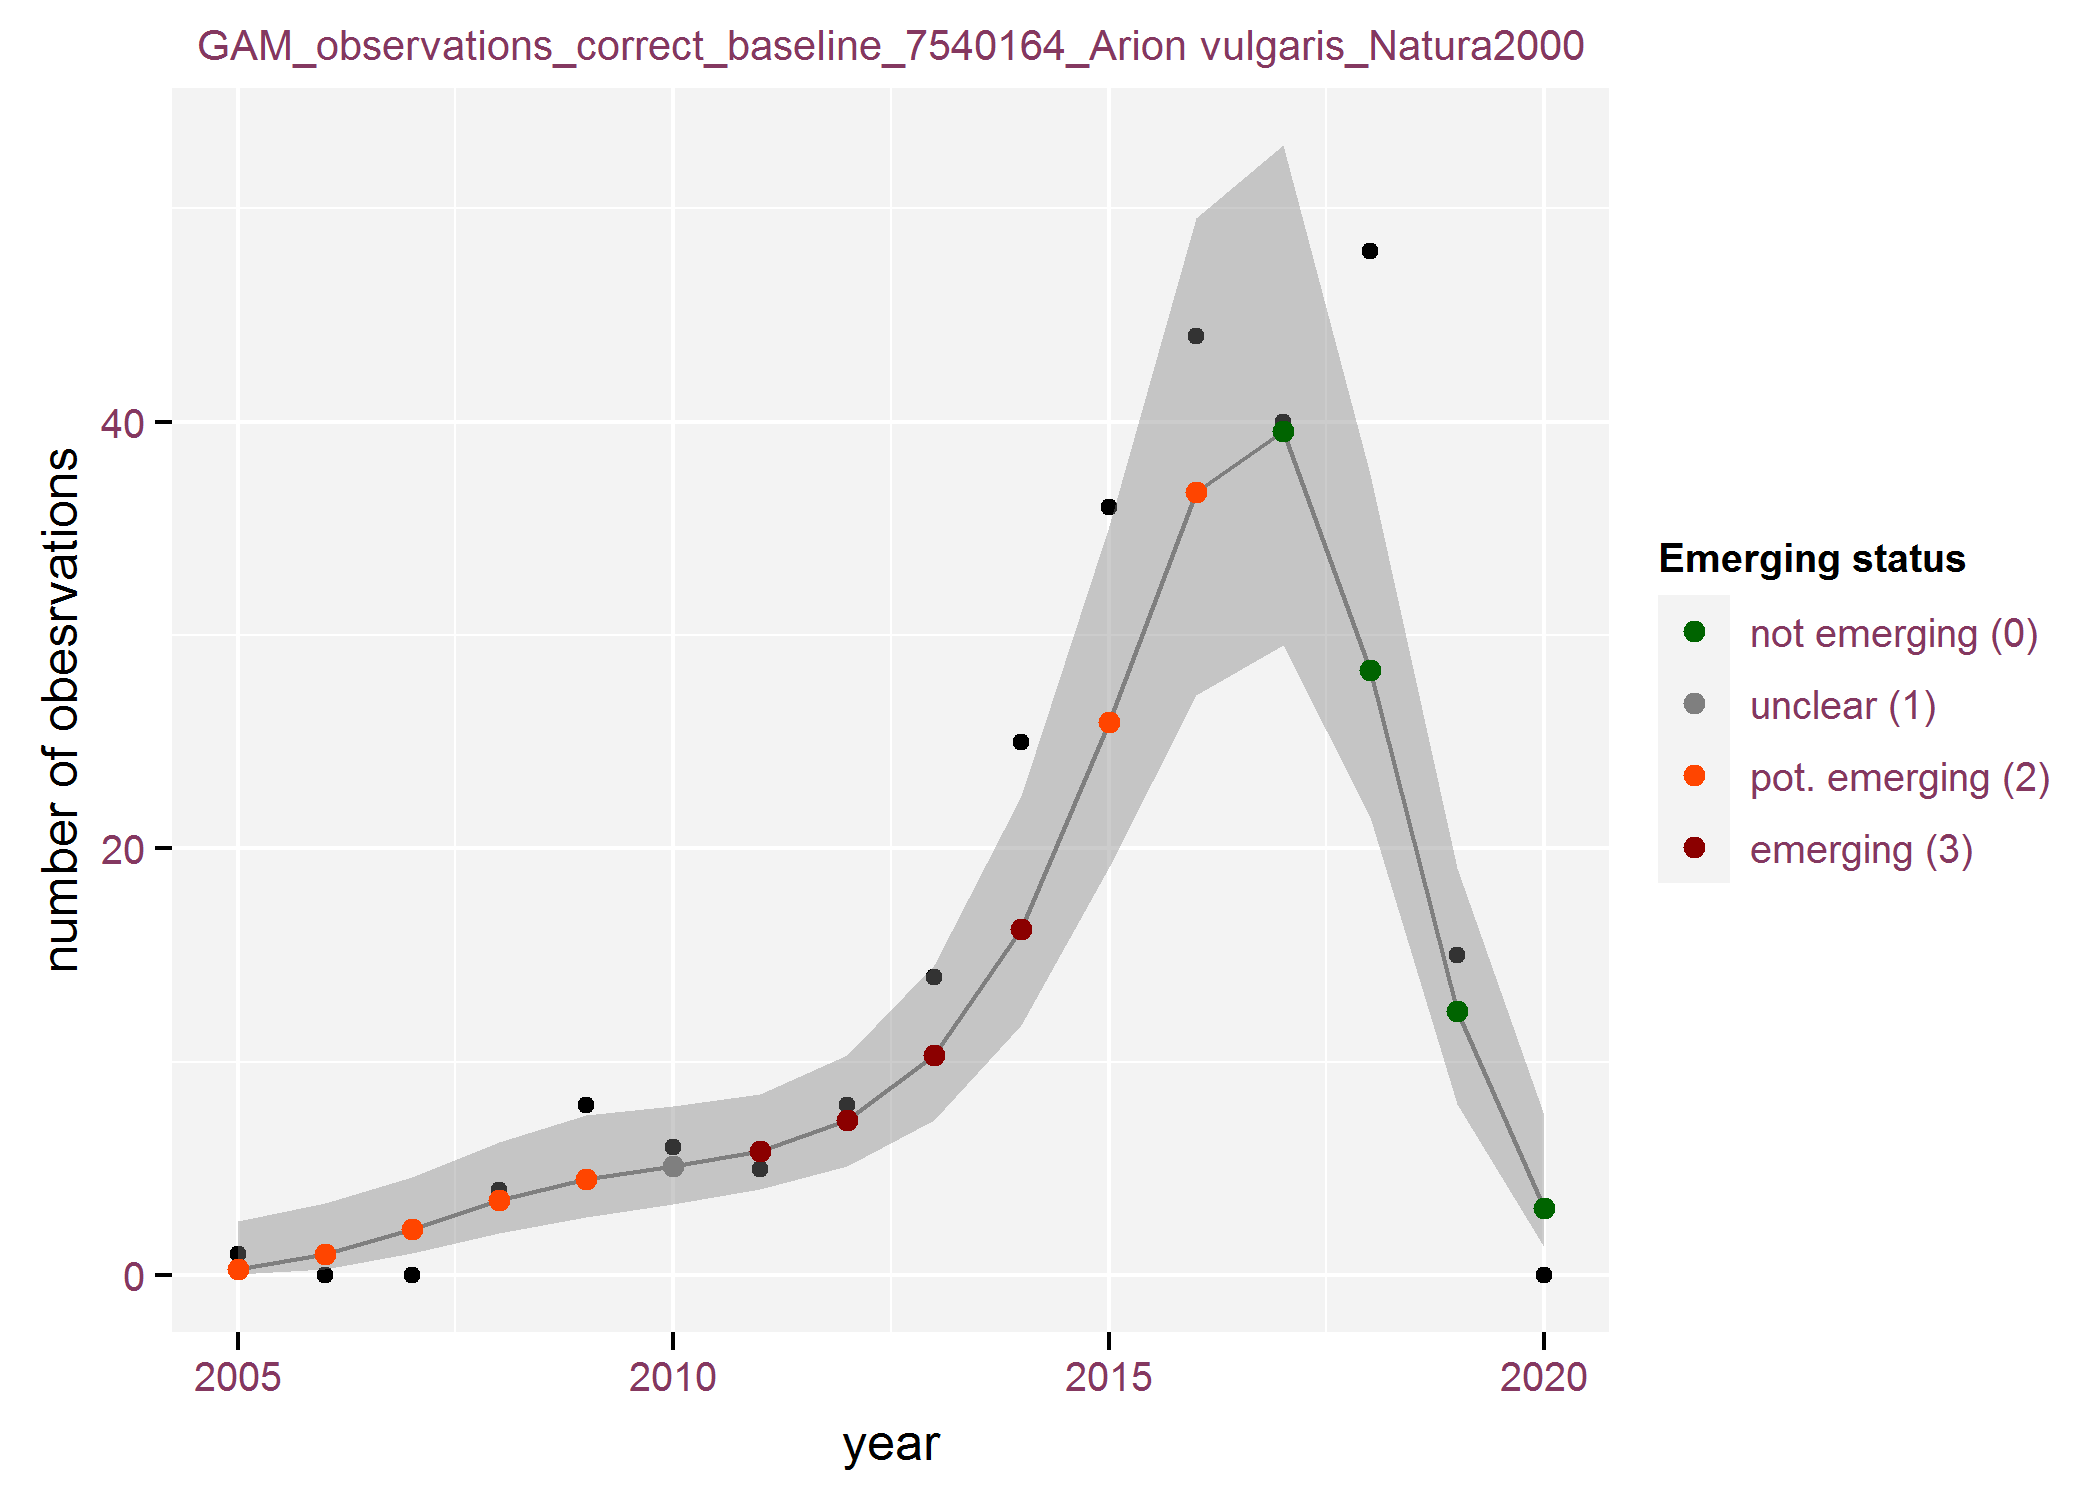 GAM_observations_correct_baseline_7540164_Arion vulgaris_Natura2000
number of obesrvations
40
20
0
2005 2010 2015 2020
year
Emerging status
not emerging (0)
unclear (1)
pot. emerging (2)
emerging (3)